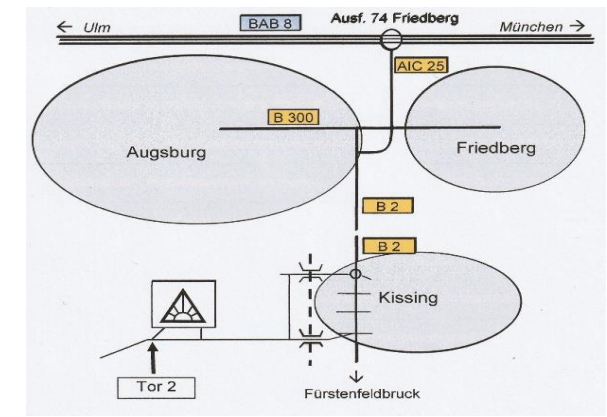 ← Ulm
BAB 8
Ausf. 74 Friedberg
München →
AIC 25
B 300
Augsburg
Friedberg
B 2
B 2
Kissing
Tor 2
Fürstenfeldbruck